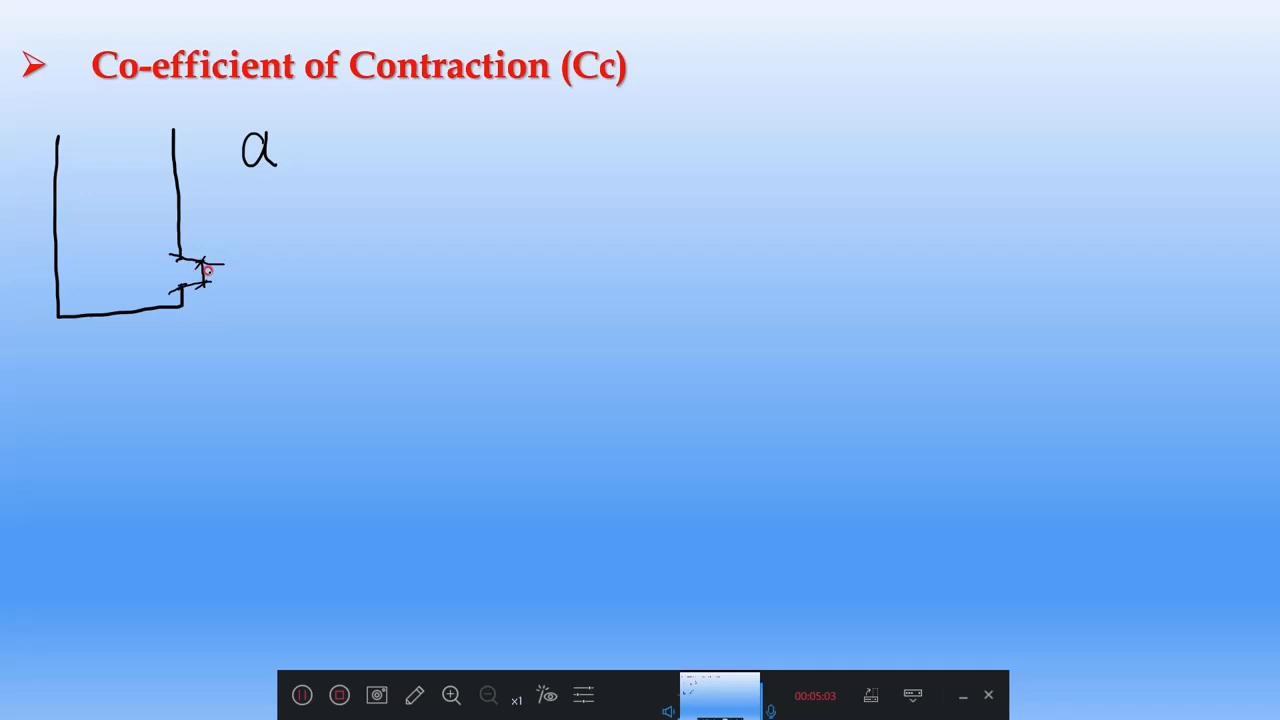 Co-efficient of Contraction (Cc)
a
x1
00:05:03